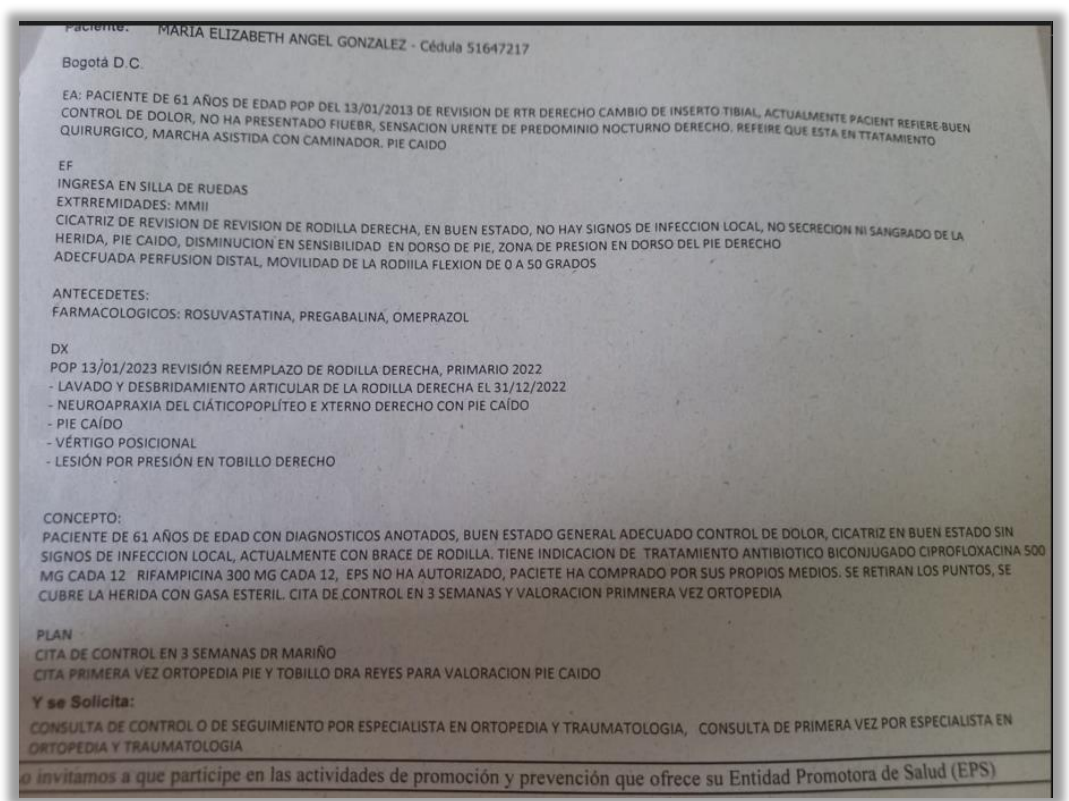 Paciente: MARIA ELIZABETH ANGEL GONZALEZ - Cédula 51647217
Bogotá D.C.
EA: PACIENTE DE 61 AÑOS DE EDAD POP DEL 13/01/2013 DE REVISION DE RTR DERECHO CAMBIO DE INSERTO TIBIAL, ACTUALMENTE PACIENT REFIERE BUEN
CONTROL DE DOLOR, NO HA PRESENTADO FIUEBR, SENSACION URENTE DE PREDOMINIO NOCTURNO DERECHO. REFEIRE QUE ESTA EN TTATAMIENTO
QUIRURGICO, MARCHA ASISTIDA CON CAMINADOR. PIE CAIDO
EF
INGRESA EN SILLA DE RUEDAS
EXTRREMIDADES: MMII
CICATRIZ DE REVISION DE REVISION DE RODILLA DERECHA, EN BUEN ESTADO, NO HAY SIGNOS DE INFECCION LOCAL, NO SECRECION NI SANGRADO DE LA
HERIDA, PIE CAIDO, DISMINUCION EN SENSIBILIDAD EN DORSO DE PIE, ZONA DE PRESION EN DORSO DEL PIE DERECHO
ADECFUADA PERFUSION DISTAL, MOVILIDAD DE LA RODIILA FLEXION DE 0 A 50 GRADOS
ANTECEDETES:
FARMACOLOGICOS: ROSUVASTATINA, PREGABALINA, OMEPRAZOL
DX
POP 13/01/2023 REVISIÓN REEMPLAZO DE RODILLA DERECHA, PRIMARIO 2022
- LAVADO Y DESBRIDAMIENTO ARTICULAR DE LA RODILLA DERECHA EL 31/12/2022
- NEUROAPRAXIA DEL CIÁTICOPOPLÍTEO E XTERNO DERECHO CON PIE CAÍDO
- PIE CAÍDO
- VÉRTIGO POSICIONAL
- LESIÓN POR PRESIÓN EN TOBILLO DERECHO
CONCEPTO:
PACIENTE DE 61 AÑOS DE EDAD CON DIAGNOSTICOS ANOTADOS, BUEN ESTADO GENERAL ADECUADO CONTROL DE DOLOR, CICATRIZ EN BUEN ESTADO SIN
SIGNOS DE INFECCION LOCAL, ACTUALMENTE CON BRACE DE RODILLA. TIENE INDICACION DE TRATAMIENTO ANTIBIOTICO BICONJUGADO CIPROFLOXACINA 500
MG CADA 12 RIFAMPICINA 300 MG CADA 12, EPS NO HA AUTORIZADO, PACIETE HA COMPRADO POR SUS PROPIOS MEDIOS. SE RETIRAN LOS PUNTOS, SE
CUBRE LA HERIDA CON GASA ESTERIL. CITA DE CONTROL EN 3 SEMANAS Y VALORACION PRIMNERA VEZ ORTOPEDIA
PLAN
CITA DE CONTROL EN 3 SEMANAS DR MARIÑO
CITA PRIMERA VEZ ORTOPEDIA PIE Y TOBILLO DRA REYES PARA VALORACION PIE CAIDO
Y se Solicita:
CONSULTA DE CONTROL O DE SEGUIMIENTO POR ESPECIALISTA EN ORTOPEDIA Y TRAUMATOLOGIA, CONSULTA DE PRIMERA VEZ POR ESPECIALISTA EN
ORTOPEDIA Y TRAUMATOLOGIA
o invitamos a que participe en las actividades de promoción y prevención que ofrece su Entidad Promotora de Salud (EPS)